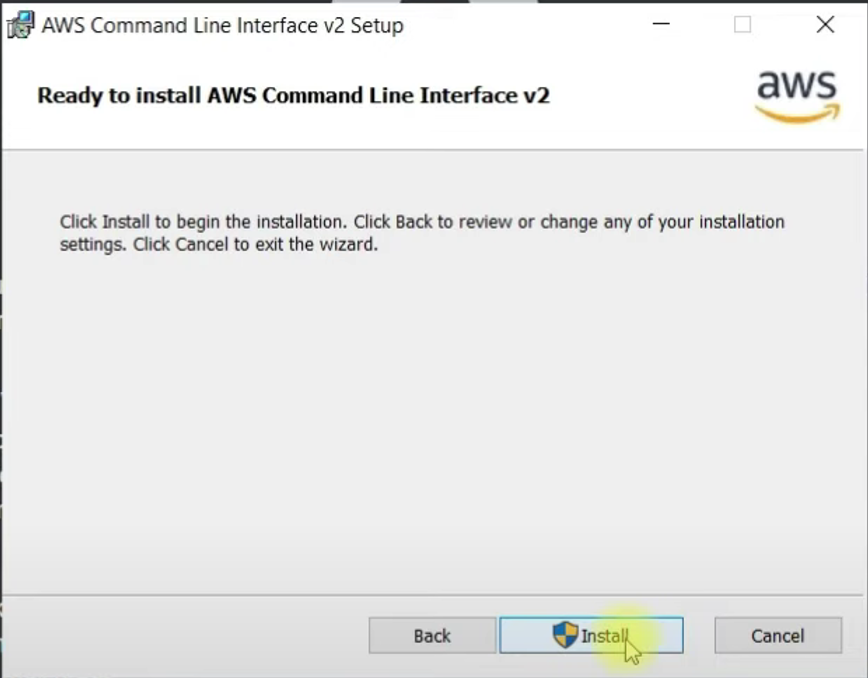 AWS Command Line Interface v2 Setup
Ready to install AWS Command Line Interface v2
aws
Click Install to begin the installation. Click Back to review or change any of your installation
settings. Click Cancel to exit the wizard.
Back
Install
Cancel